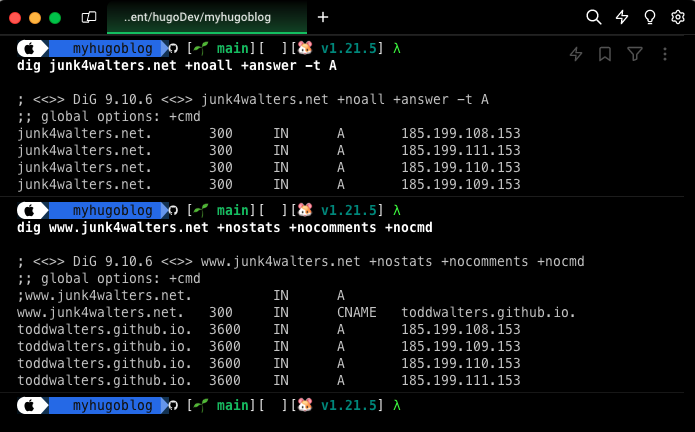 ..ent/hugoDev/myhugoblog
myhugoblog [🌱 main][  ][🐹 v1.21.5] λ
dig junk4walters.net +noall +answer -t A
; <<>> DiG 9.10.6 <<>> junk4walters.net +noall +answer -t A
;; global options: +cmd
junk4walters.net. 300 IN A 185.199.108.153
junk4walters.net. 300 IN A 185.199.111.153
junk4walters.net. 300 IN A 185.199.110.153
junk4walters.net. 300 IN A 185.199.109.153
myhugoblog [🌱 main][  ][🐹 v1.21.5] λ
dig www.junk4walters.net +nostats +nocomments +nocmd
; <<>> DiG 9.10.6 <<>> www.junk4walters.net +nostats +nocomments +nocmd
;; global options: +cmd
;www.junk4walters.net. IN A
www.junk4walters.net. 300 IN CNAME toddwalters.github.io.
toddwalters.github.io. 3600 IN A 185.199.108.153
toddwalters.github.io. 3600 IN A 185.199.109.153
toddwalters.github.io. 3600 IN A 185.199.110.153
toddwalters.github.io. 3600 IN A 185.199.111.153
myhugoblog [🌱 main][  ][🐹 v1.21.5] λ